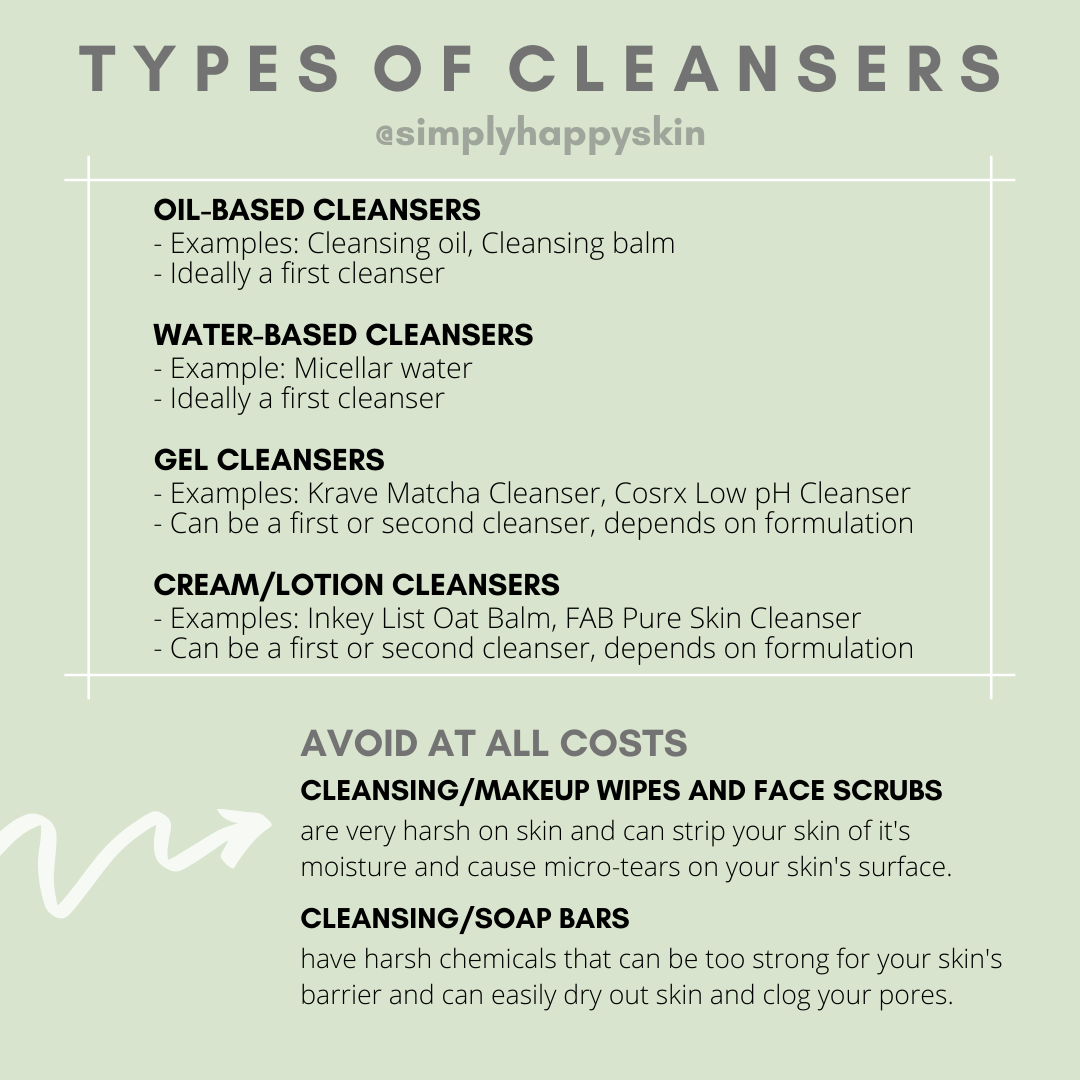 TYPES OF CLEANSERS
@simplyhappyskin
OIL-BASED CLEANSERS
- Examples: Cleansing oil, Cleansing balm
- Ideally a first cleanser
WATER-BASED CLEANSERS
- Example: Micellar water
- Ideally a first cleanser
GEL CLEANSERS
- Examples: Krave Matcha Cleanser, Cosrx Low pH Cleanser
- Can be a first or second cleanser, depends on formulation
CREAM/LOTION CLEANSERS
- Examples: Inkey List Oat Balm, FAB Pure Skin Cleanser
- Can be a first or second cleanser, depends on formulation
AVOID AT ALL COSTS
CLEANSING/MAKEUP WIPES AND FACE SCRUBS
are very harsh on skin and can strip your skin of it's
moisture and cause micro-tears on your skin's surface.
CLEANSING/SOAP BARS
have harsh chemicals that can be too strong for your skin's
barrier and can easily dry out skin and clog your pores.